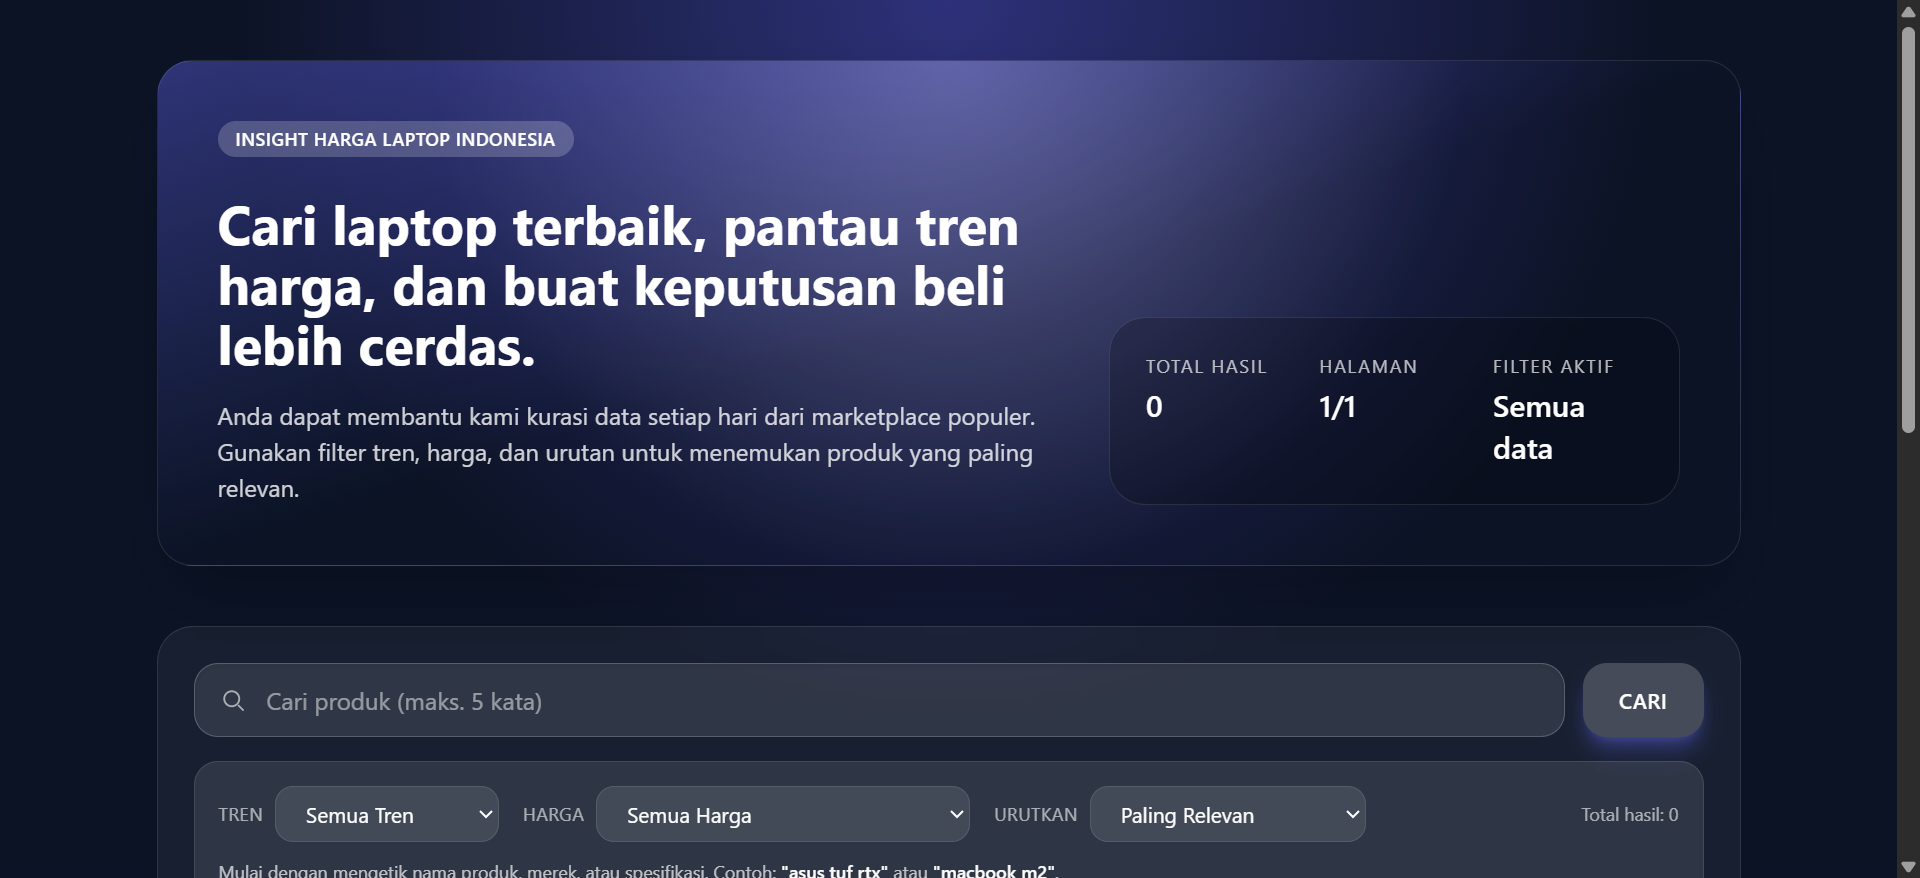 INSIGHT HARGA LAPTOP INDONESIA
Cari laptop terbaik, pantau tren
harga, dan buat keputusan beli
lebih cerdas.
Anda dapat membantu kami kurasi data setiap hari dari marketplace populer.
Gunakan filter tren, harga, dan urutan untuk menemukan produk yang paling
relevan.
TOTAL HASIL
0
HALAMAN
1/1
FILTER AKTIF
Semua
data
Cari produk (maks. 5 kata)
CARI
TREN
Semua Tren
HARGA
Semua Harga
URUTKAN
Paling Relevan
Total hasil: 0
Mulai dengan mengetik nama produk, merek, atau spesifikasi. Contoh: "asus tuf rtx" atau "macbook m2".